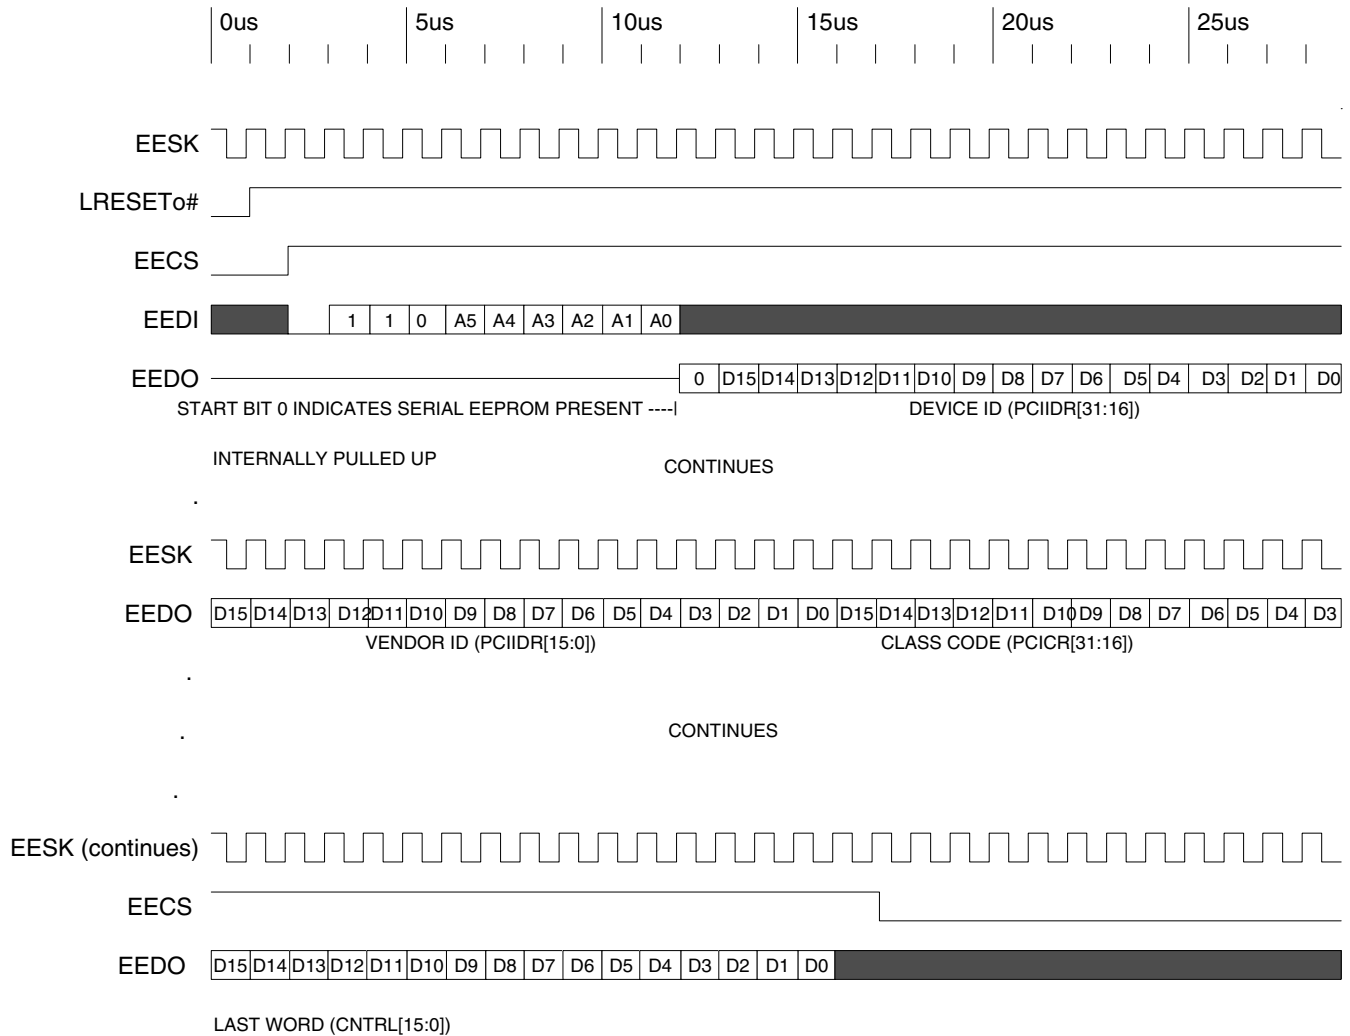 0us 5us 10us 15us 20us 25us
EESK
LRESETo#
EECS
EEDI 1 1 0 A5 A4 A3 A2 A1 A0
EEDO 0 D15 D14 D13 D12 D11 D10 D9 D8 D7 D6 D5 D4 D3 D2 D1 D0
START BIT 0 INDICATES SERIAL EEPROM PRESENT ----| DEVICE ID (PCIIDR[31:16])
INTERNALLY PULLED UP CONTINUES
.
EESK
EEDO D15 D14 D13 D12 D11 D10 D9 D8 D7 D6 D5 D4 D3 D2 D1 D0 D15 D14 D13 D12 D11 D10 D9 D8 D7 D6 D5 D4 D3
VENDOR ID (PCIIDR[15:0]) CLASS CODE (PCICR[31:16])
.
. CONTINUES
.
EESK (continues)
EECS
EEDO D15 D14 D13 D12 D11 D10 D9 D8 D7 D6 D5 D4 D3 D2 D1 D0
LAST WORD (CNTRL[15:0])